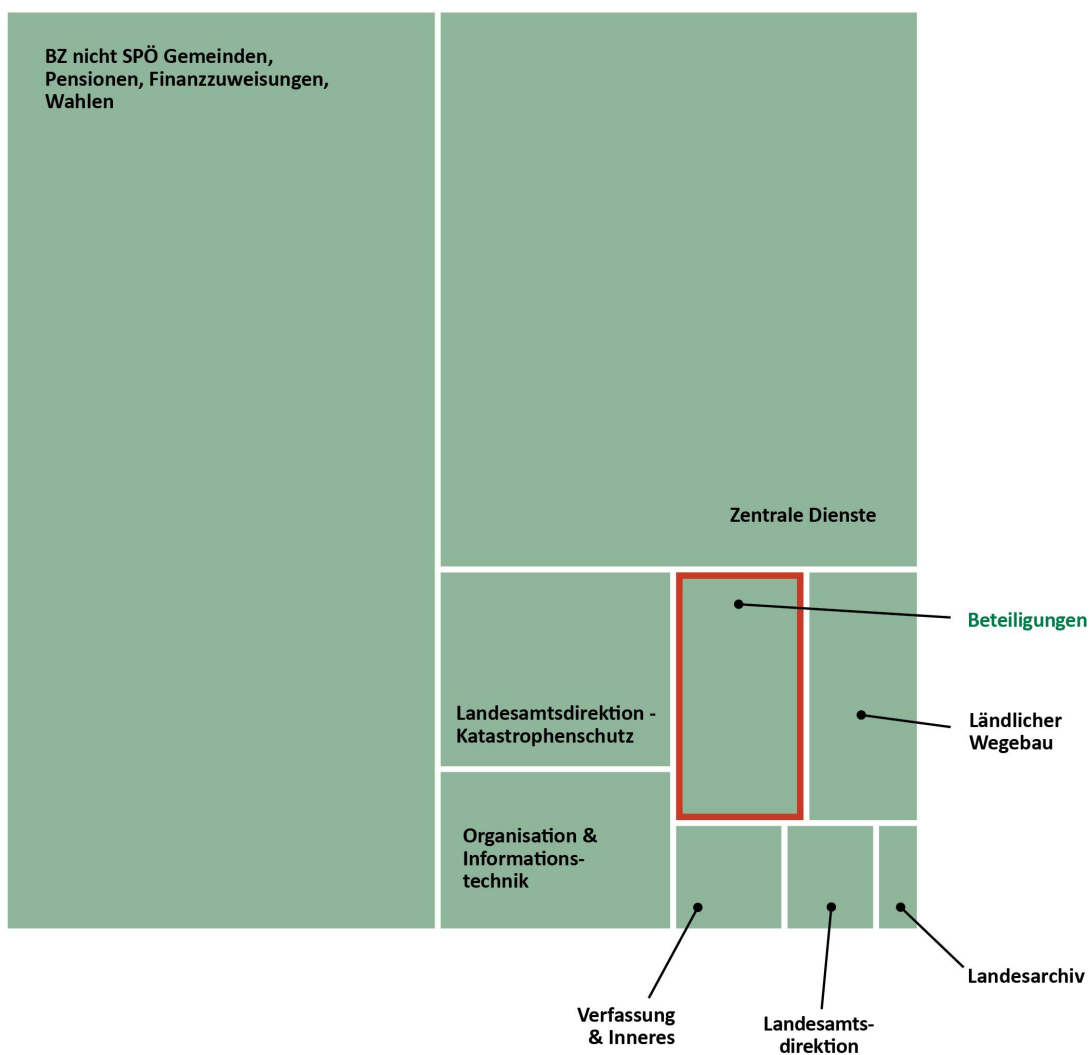 BZ nicht SPÖ Gemeinden,
Pensionen, Finanzzuweisungen,
Wahlen
Zentrale Dienste
Beteiligungen
Landesamtsdirektion -
Katastrophenschutz
Ländlicher
Wegebau
Organisation &
Informations-
technik
Landesarchiv
Verfassung
& Inneres
Landesamts-
direktion